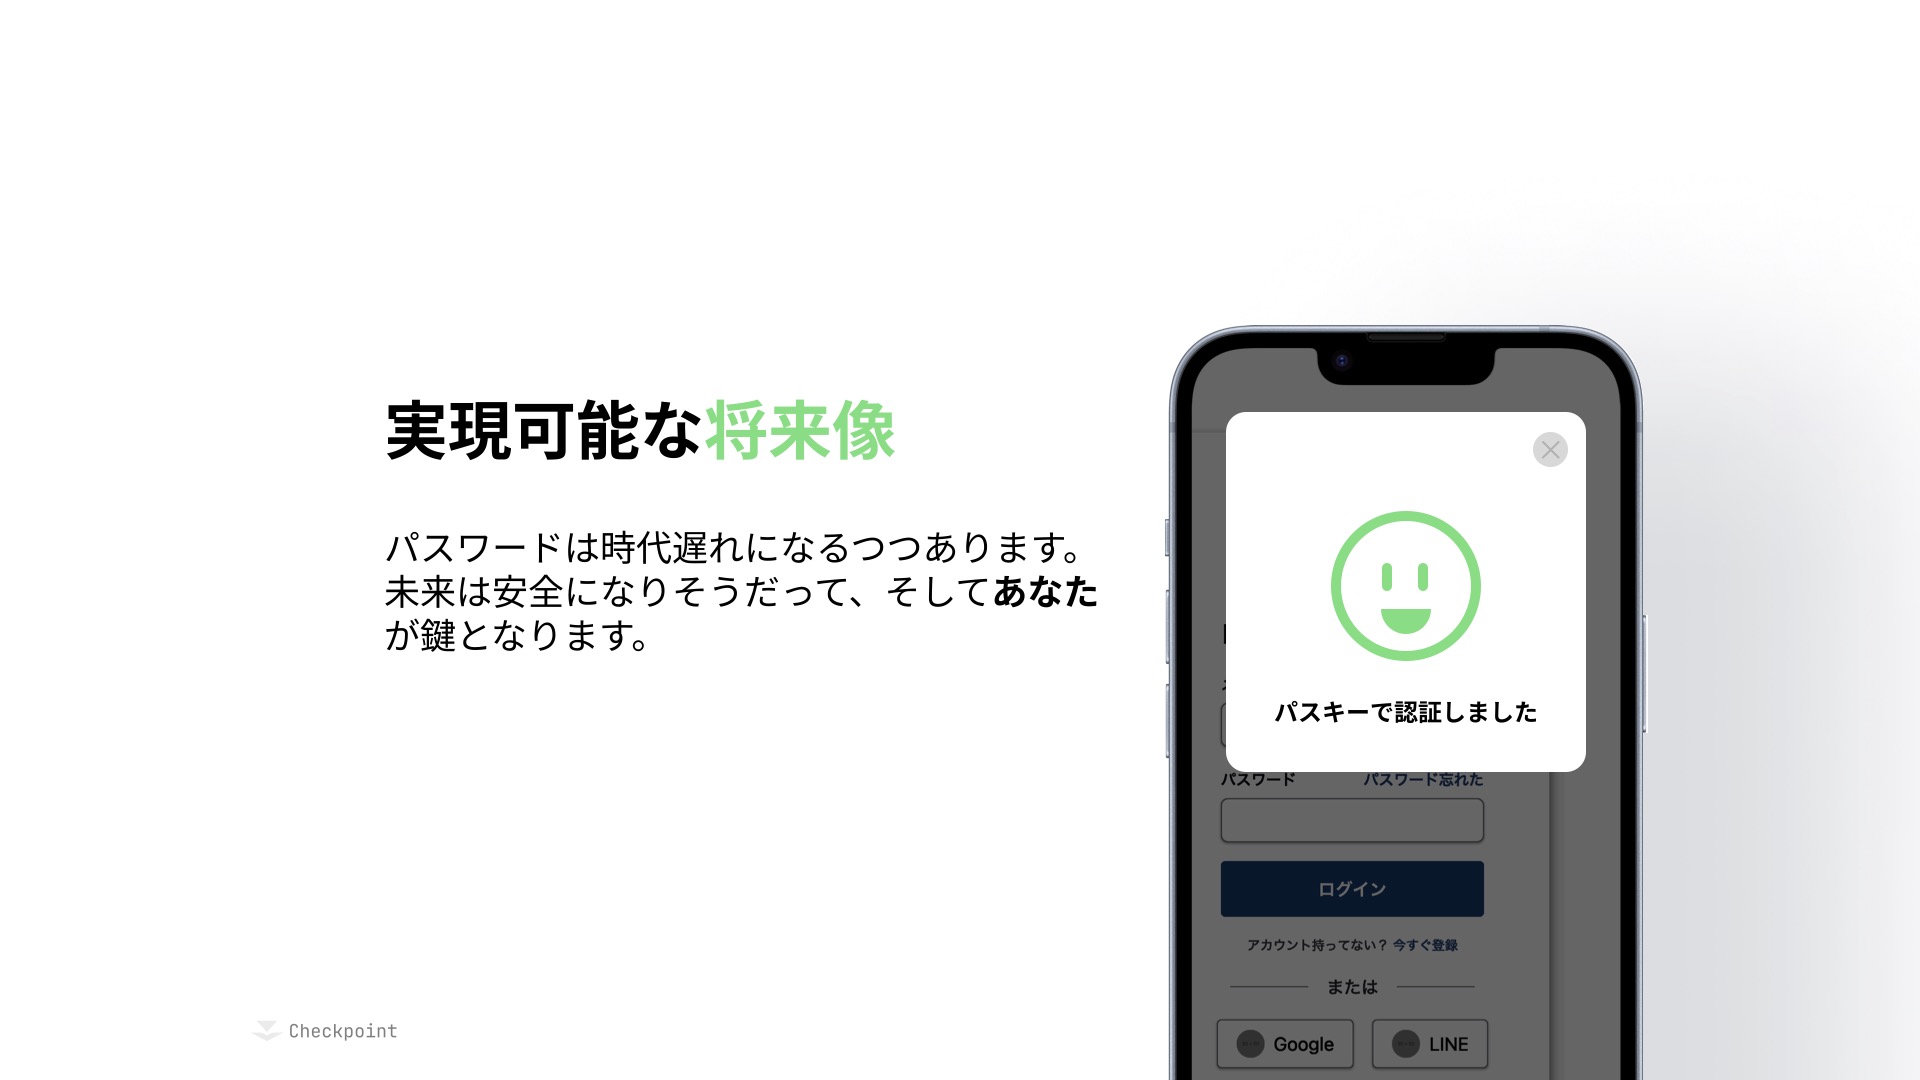 実現可能な将来像
パスワードは時代遅れになるつつあります。
未来は安全になりそうだって、そしてあなた
が鍵となります。
パスキーで認証しました
パスワード パスワード忘れた
ログイン
アカウント持ってない？ 今すぐ登録
または
Google LINE
Checkpoint